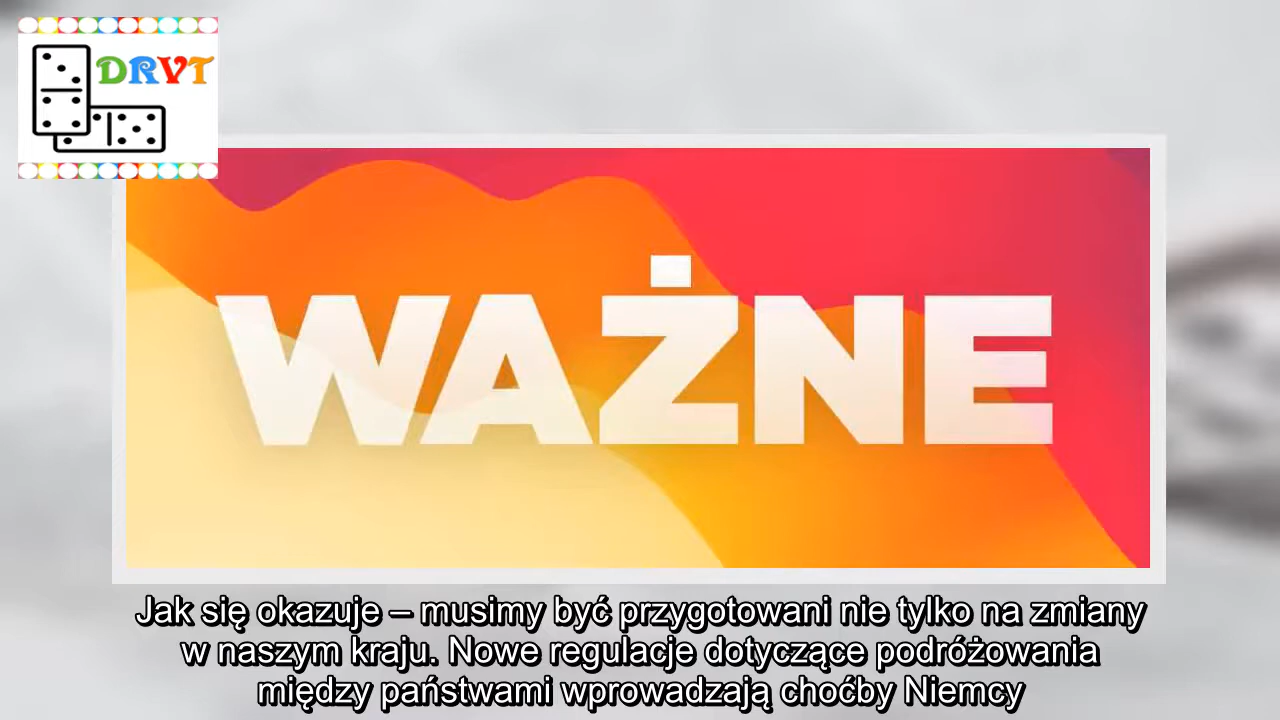 DRVT
WAŻNE
Jak się okazuje – musimy być przygotowani nie tylko na zmiany
w naszym kraju. Nowe regulacje dotyczące podróżowania
między państwami wprowadzają choćby Niemcy